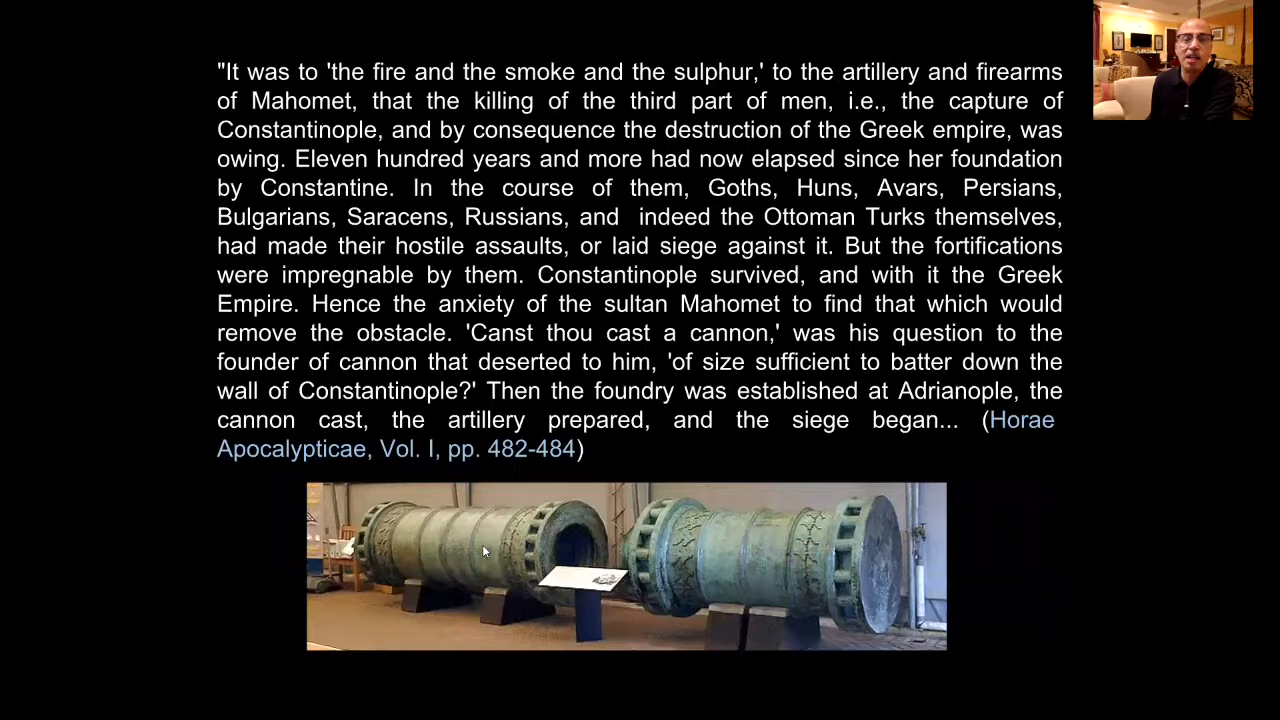 "It was to 'the fire and the smoke and the sulphur,' to the artillery and firearms
of Mahomet, that the killing of the third part of men, i.e., the capture of
Constantinople, and by consequence the destruction of the Greek empire, was
owing. Eleven hundred years and more had now elapsed since her foundation
by Constantine. In the course of them, Goths, Huns, Avars, Persians,
Bulgarians, Saracens, Russians, and indeed the Ottoman Turks themselves,
had made their hostile assaults, or laid siege against it. But the fortifications
were impregnable by them. Constantinople survived, and with it the Greek
Empire. Hence the anxiety of the sultan Mahomet to find that which would
remove the obstacle. 'Canst thou cast a cannon,' was his question to the
founder of cannon that deserted to him, 'of size sufficient to batter down the
wall of Constantinople?' Then the foundry was established at Adrianople, the
cannon cast, the artillery prepared, and the siege began... (Horae
Apocalypticae, Vol. I, pp. 482-484)